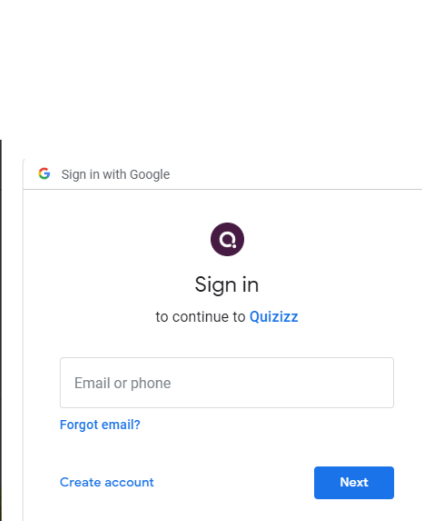 Sign in with Google
Sign in
to continue to Quizizz
Email or phone
Forgot email?
Create account
Next